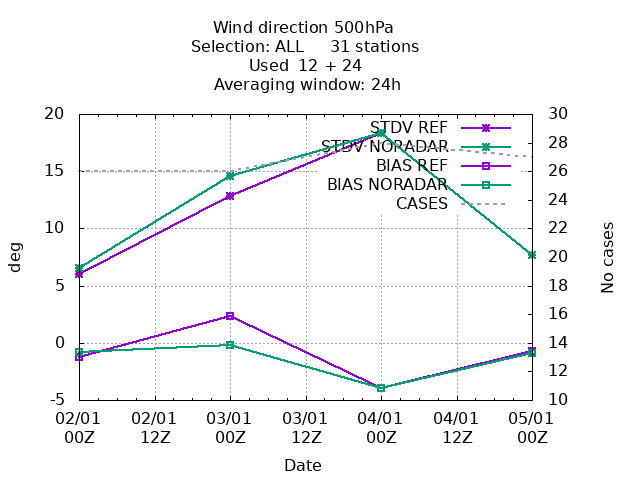 Wind direction 500hPa
Selection: ALL 31 stations
Used 12 + 24
Averaging window: 24h
20
15
10
5
0
-5
deg
30
28
26
24
22
20
18
16
14
12
10
No cases
STDV REF
STDV NORADAR
BIAS REF
BIAS NORADAR
CASES
02/01 02/01 03/01 03/01 04/01 04/01 05/01
00Z 12Z 00Z 12Z 00Z 12Z 00Z
Date